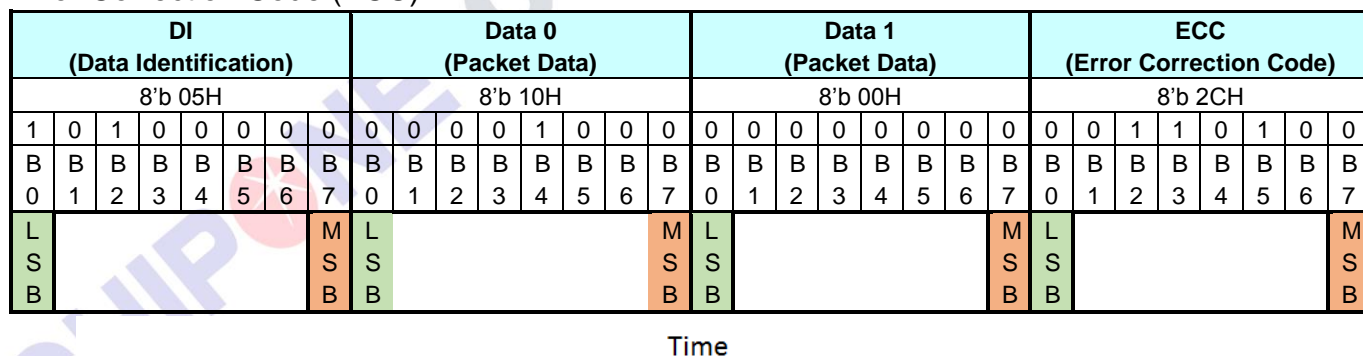 DI Data 0 Data 1 ECC
(Data Identification) (Packet Data) (Packet Data) (Error Correction Code)
8'b 05H 8'b 10H 8'b 00H 8'b 2CH
1 0 1 0 0 0 0 0 0 0 0 0 1 0 0 0 0 0 0 0 0 0 0 0 0 0 1 1 0 1 0 0
B B B B B B B B B B B B B B B B B B B B B B B B B B B B B B B B
0 1 2 3 4 5 6 7 0 1 2 3 4 5 6 7 0 1 2 3 4 5 6 7 0 1 2 3 4 5 6 7
L M L M L M L M
S S S S S S S S
B B B B B B B B
Time